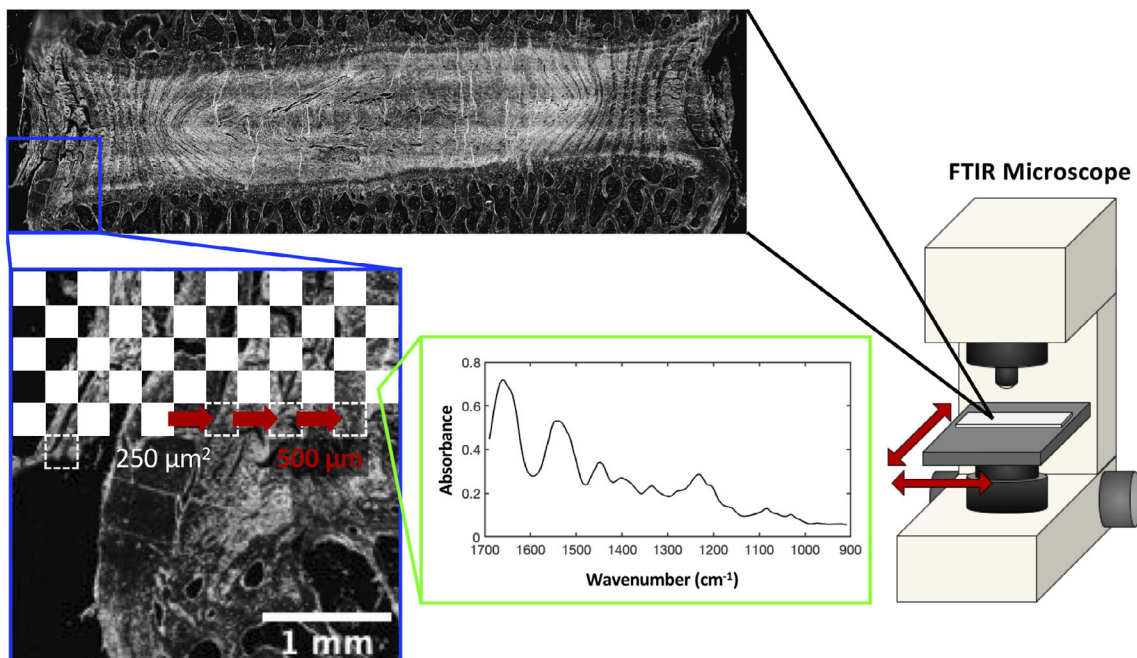 FTIR Microscope
250 µm²
500 µm
1 mm
0.8
0.6
0.4
0.2
0
Absorbance
1700 1600 1500 1400 1300 1200 1100 1000 900
Wavenumber (cm⁻¹)